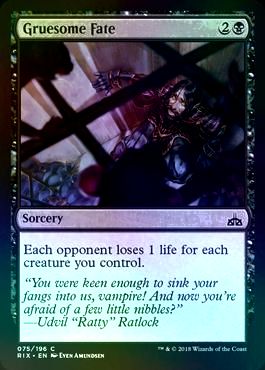 Gruesome Fate 2
Sorcery
Each opponent loses 1 life for each
creature you control.
“You were keen enough to sink your
fangs into us, vampire! And now you’re
afraid of a few little nibbles?”
—Udvil “Ratty” Ratlock
075/196 C
RIX • EN Even Amundsen
™ & © 2018 Wizards of the Coast